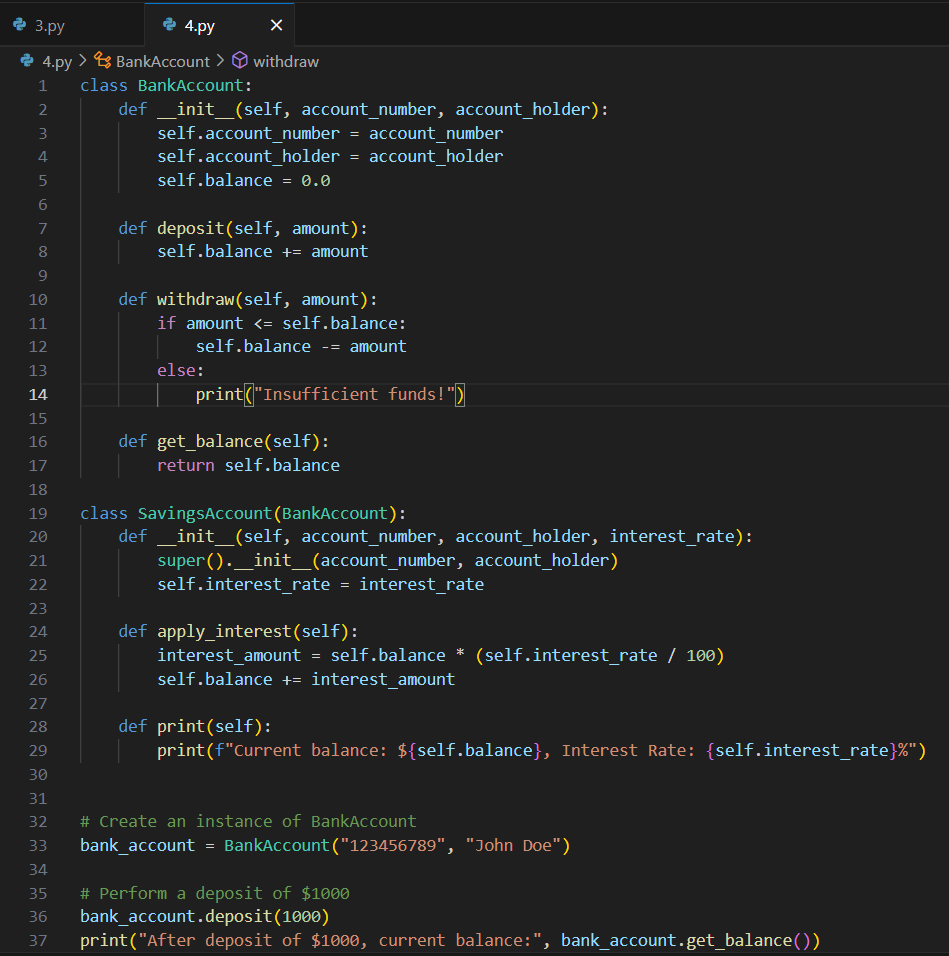 3.py
4.py
4.py > BankAccount > withdraw
1 class BankAccount:
2     def __init__(self, account_number, account_holder):
3         self.account_number = account_number
4         self.account_holder = account_holder
5         self.balance = 0.0
6
7     def deposit(self, amount):
8         self.balance += amount
9
10     def withdraw(self, amount):
11         if amount <= self.balance:
12             self.balance -= amount
13         else:
14             print("Insufficient funds!")
15
16     def get_balance(self):
17         return self.balance
18
19 class SavingsAccount(BankAccount):
20     def __init__(self, account_number, account_holder, interest_rate):
21         super().__init__(account_number, account_holder)
22         self.interest_rate = interest_rate
23
24     def apply_interest(self):
25         interest_amount = self.balance * (self.interest_rate / 100)
26         self.balance += interest_amount
27
28     def print(self):
29         print(f"Current balance: ${self.balance}, Interest Rate: {self.interest_rate}%")
30
31
32 # Create an instance of BankAccount
33 bank_account = BankAccount("123456789", "John Doe")
34
35 # Perform a deposit of $1000
36 bank_account.deposit(1000)
37 print("After deposit of $1000, current balance:", bank_account.get_balance())